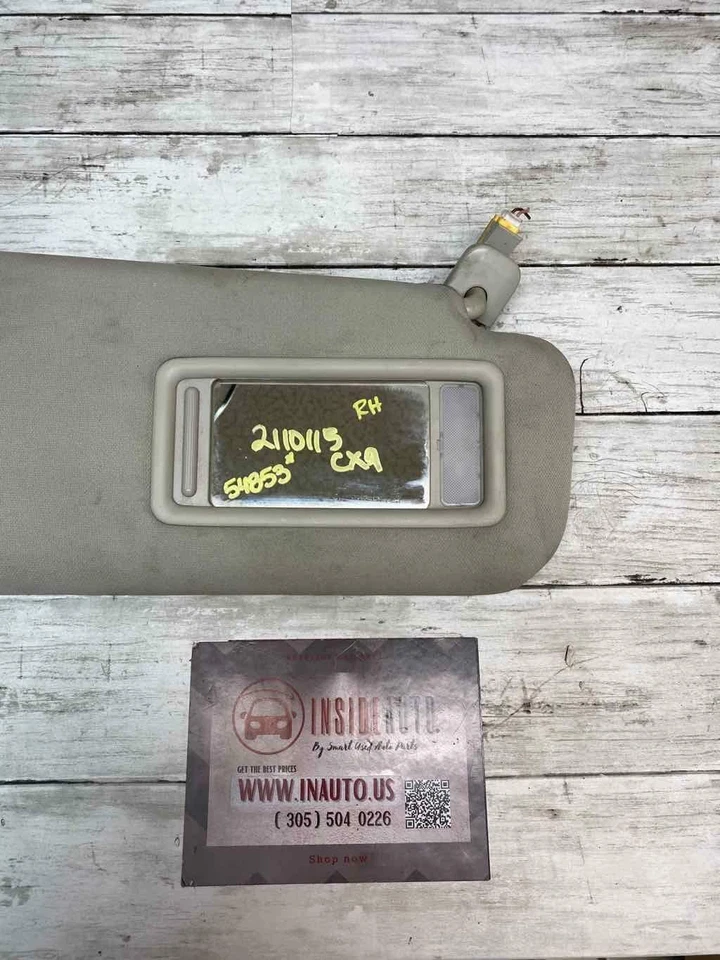 RH
2110115
CX9
54853*
INSIDEAUTO.
By Smart Used Auto Parts
GET THE BEST PRICES
WWW.INAUTO.US
(305) 504 0226
Shop now